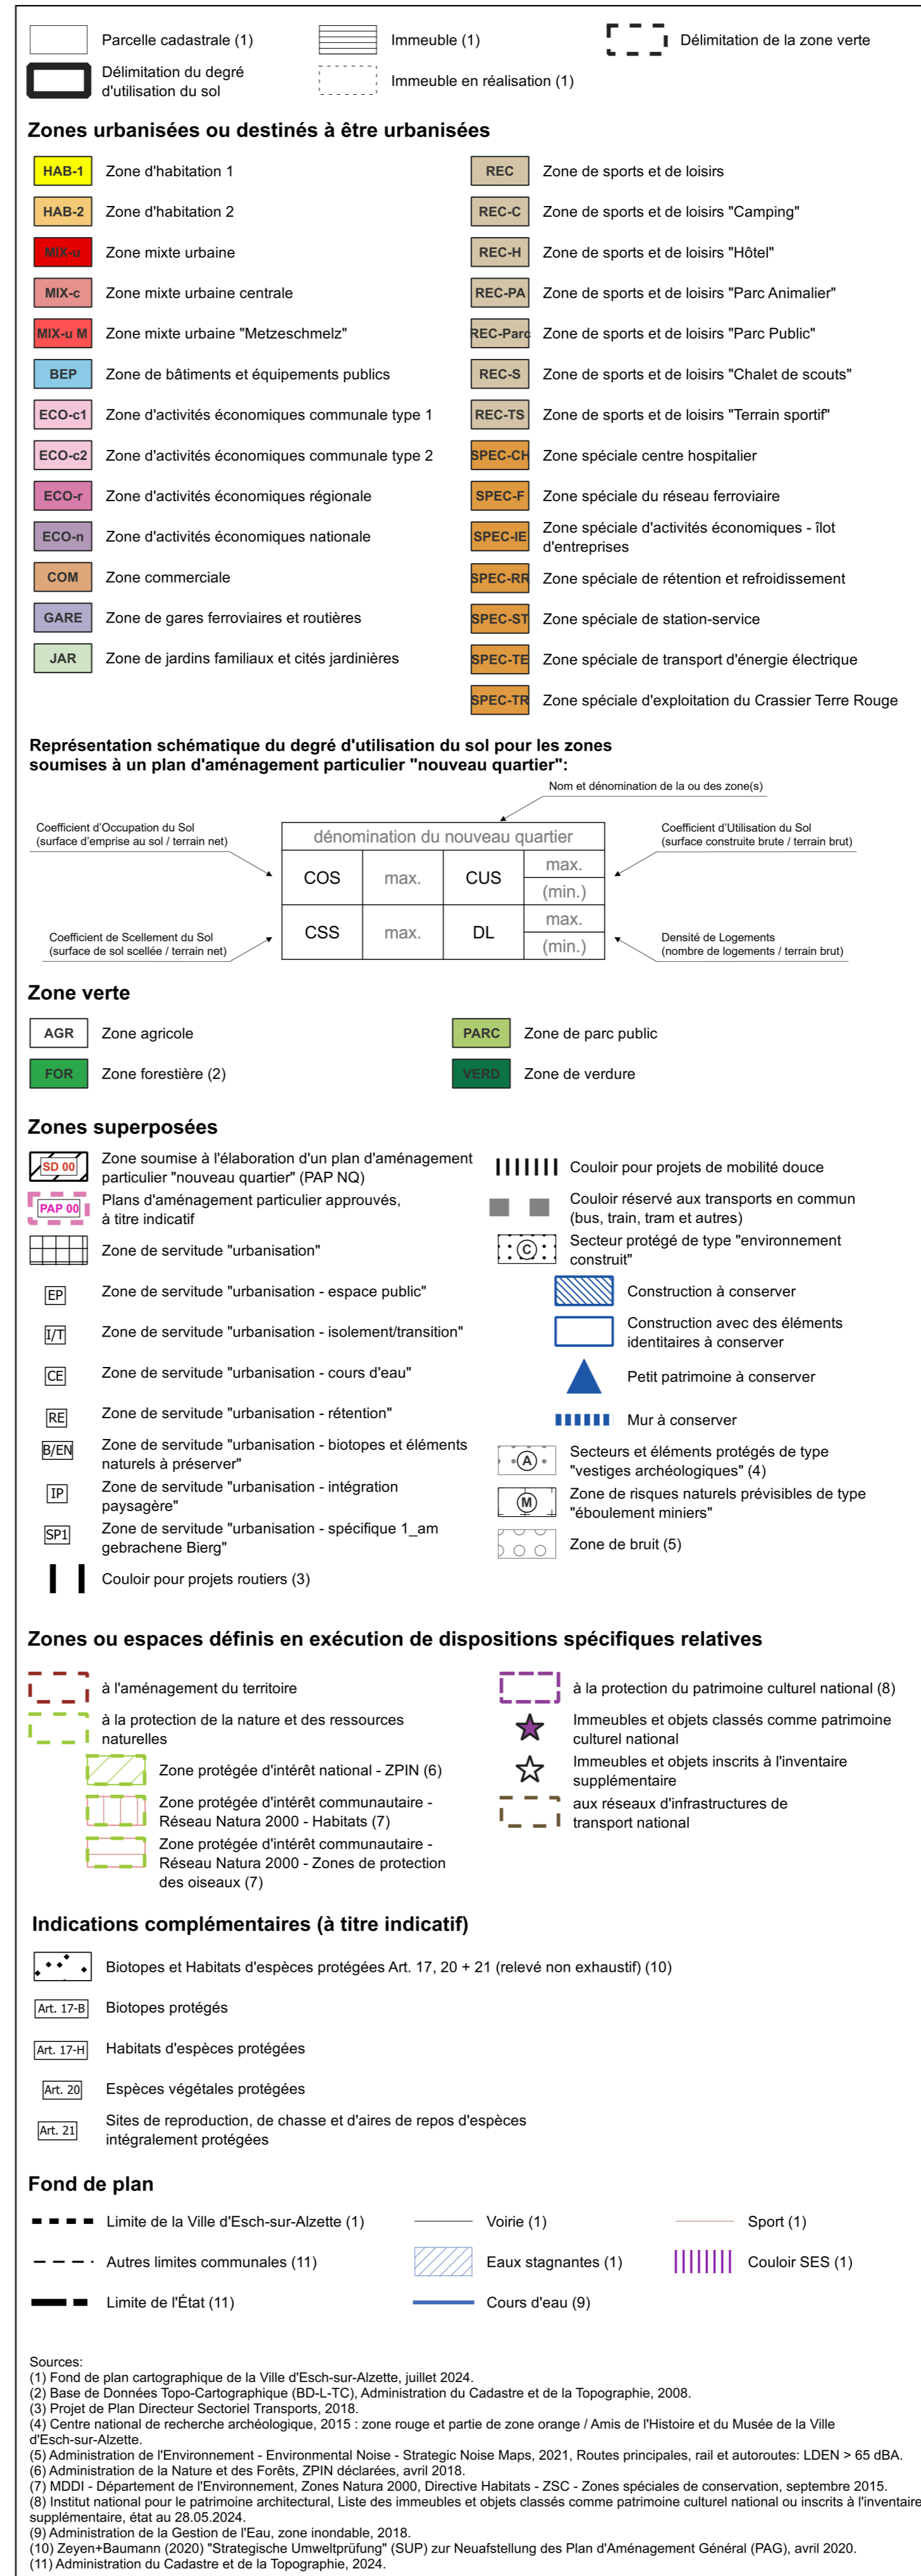 Parcelle cadastrale (1)
Immeuble (1)
Délimitation de la zone verte
Délimitation du degré
d'utilisation du sol
Immeuble en réalisation (1)
Zones urbanisées ou destinés à être urbanisées
HAB-1 Zone d'habitation 1
HAB-2 Zone d'habitation 2
MIX-u Zone mixte urbaine
MIX-c Zone mixte urbaine centrale
MIX-u M Zone mixte urbaine "Metzeschmelz"
BEP Zone de bâtiments et équipements publics
ECO-c1 Zone d'activités économiques communale type 1
ECO-c2 Zone d'activités économiques communale type 2
ECO-r Zone d'activités économiques régionale
ECO-n Zone d'activités économiques nationale
COM Zone commerciale
GARE Zone de gares ferroviaires et routières
JAR Zone de jardins familiaux et cités jardinières
REC Zone de sports et de loisirs
REC-C Zone de sports et de loisirs "Camping"
REC-H Zone de sports et de loisirs "Hôtel"
REC-PA Zone de sports et de loisirs "Parc Animalier"
REC-Parc Zone de sports et de loisirs "Parc Public"
REC-S Zone de sports et de loisirs "Chalet de scouts"
REC-TS Zone de sports et de loisirs "Terrain sportif"
SPEC-CH Zone spéciale centre hospitalier
SPEC-F Zone spéciale du réseau ferroviaire
SPEC-IE Zone spéciale d'activités économiques - îlot
d'entreprises
SPEC-RR Zone spéciale de rétention et refroidissement
SPEC-ST Zone spéciale de station-service
SPEC-TE Zone spéciale de transport d'énergie électrique
SPEC-TR Zone spéciale d'exploitation du Crassier Terre Rouge
Représentation schématique du degré d'utilisation du sol pour les zones
soumises à un plan d'aménagement particulier "nouveau quartier":
Nom et dénomination de la ou des zone(s)
Coefficient d'Occupation du Sol
(surface d'emprise au sol / terrain net)
dénomination du nouveau quartier
Coefficient d'Utilisation du Sol
(surface construite brute / terrain brut)
COS max. CUS max.
(min.)
CSS max. DL max.
(min.)
Coefficient de Scellement du Sol
(surface de sol scellée / terrain net)
Densité de Logements
(nombre de logements / terrain brut)
Zone verte
AGR Zone agricole
PARC Zone de parc public
FOR Zone forestière (2)
VERD Zone de verdure
Zones superposées
SD 00 Zone soumise à l'élaboration d'un plan d'aménagement
particulier "nouveau quartier" (PAP NQ)
PAP 00 Plans d'aménagement particulier approuvés,
à titre indicatif
Zone de servitude "urbanisation"
EP Zone de servitude "urbanisation - espace public"
I/T Zone de servitude "urbanisation - isolement/transition"
CE Zone de servitude "urbanisation - cours d'eau"
RE Zone de servitude "urbanisation - rétention"
B/EN Zone de servitude "urbanisation - biotopes et éléments
naturels à préserver"
IP Zone de servitude "urbanisation - intégration
paysagère"
SP1 Zone de servitude "urbanisation - spécifique 1_am
gebrachene Bierg"
Couloir pour projets routiers (3)
Couloir pour projets de mobilité douce
Couloir réservé aux transports en commun
(bus, train, tram et autres)
C Secteur protégé de type "environnement
construit"
Construction à conserver
Construction avec des éléments
identitaires à conserver
Petit patrimoine à conserver
Mur à conserver
A Secteurs et éléments protégés de type
"vestiges archéologiques" (4)
M Zone de risques naturels prévisibles de type
"éboulement miniers"
Zone de bruit (5)
Zones ou espaces définis en exécution de dispositions spécifiques relatives
à l'aménagement du territoire
à la protection de la nature et des ressources
naturelles
Zone protégée d'intérêt national - ZPIN (6)
Zone protégée d'intérêt communautaire -
Réseau Natura 2000 - Habitats (7)
Zone protégée d'intérêt communautaire -
Réseau Natura 2000 - Zones de protection
des oiseaux (7)
à la protection du patrimoine culturel national (8)
Immeubles et objets classés comme patrimoine
culturel national
Immeubles et objets inscrits à l'inventaire
supplémentaire
aux réseaux d'infrastructures de
transport national
Indications complémentaires (à titre indicatif)
Biotopes et Habitats d'espèces protégées Art. 17, 20 + 21 (relevé non exhaustif) (10)
Art. 17-B Biotopes protégés
Art. 17-H Habitats d'espèces protégées
Art. 20 Espèces végétales protégées
Art. 21 Sites de reproduction, de chasse et d'aires de repos d'espèces
intégralement protégées
Fond de plan
Limite de la Ville d'Esch-sur-Alzette (1)
Voirie (1)
Sport (1)
Autres limites communales (11)
Eaux stagnantes (1)
Couloir SES (1)
Limite de l'État (11)
Cours d'eau (9)
Sources:
(1) Fond de plan cartographique de la Ville d'Esch-sur-Alzette, juillet 2024.
(2) Base de Données Topo-Cartographique (BD-L-TC), Administration du Cadastre et de la Topographie, 2008.
(3) Projet de Plan Directeur Sectoriel Transports, 2018.
(4) Centre national de recherche archéologique, 2015 : zone rouge et partie de zone orange / Amis de l'Histoire et du Musée de la Ville
d'Esch-sur-Alzette.
(5) Administration de l'Environnement - Environmental Noise - Strategic Noise Maps, 2021, Routes principales, rail et autoroutes: LDEN > 65 dBA.
(6) Administration de la Nature et des Forêts, ZPIN déclarées, avril 2018.
(7) MDDI - Département de l'Environnement, Zones Natura 2000, Directive Habitats - ZSC - Zones spéciales de conservation, septembre 2015.
(8) Institut national pour le patrimoine architectural, Liste des immeubles et objets classés comme patrimoine culturel national ou inscrits à l'inventaire
supplémentaire, état au 28.05.2024.
(9) Administration de la Gestion de l'Eau, zone inondable, 2018.
(10) Zeyen+Baumann (2020) "Strategische Umweltprüfung" (SUP) zur Neuafstellung des Plan d'Aménagement Général (PAG), avril 2020.
(11) Administration du Cadastre et de la Topographie, 2024.